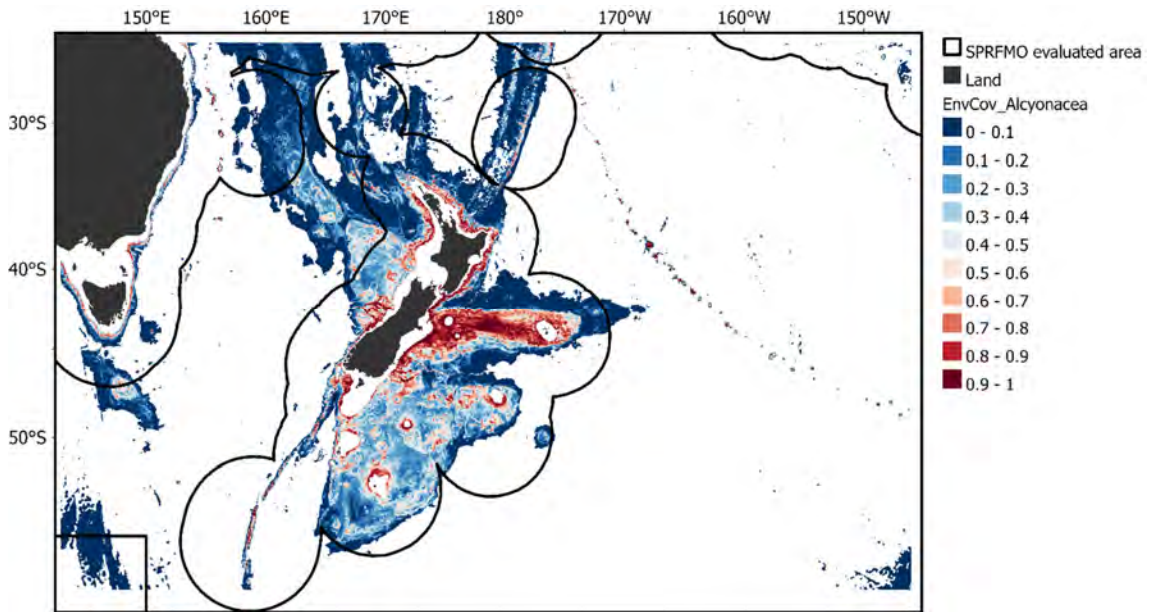 150°E 160°E 170°E 180° 170°W 160°W 150°W
30°S
40°S
50°S
SPRFMO evaluated area
Land
EnvCov_Alcyonacea
0 - 0.1
0.1 - 0.2
0.2 - 0.3
0.3 - 0.4
0.4 - 0.5
0.5 - 0.6
0.6 - 0.7
0.7 - 0.8
0.8 - 0.9
0.9 - 1